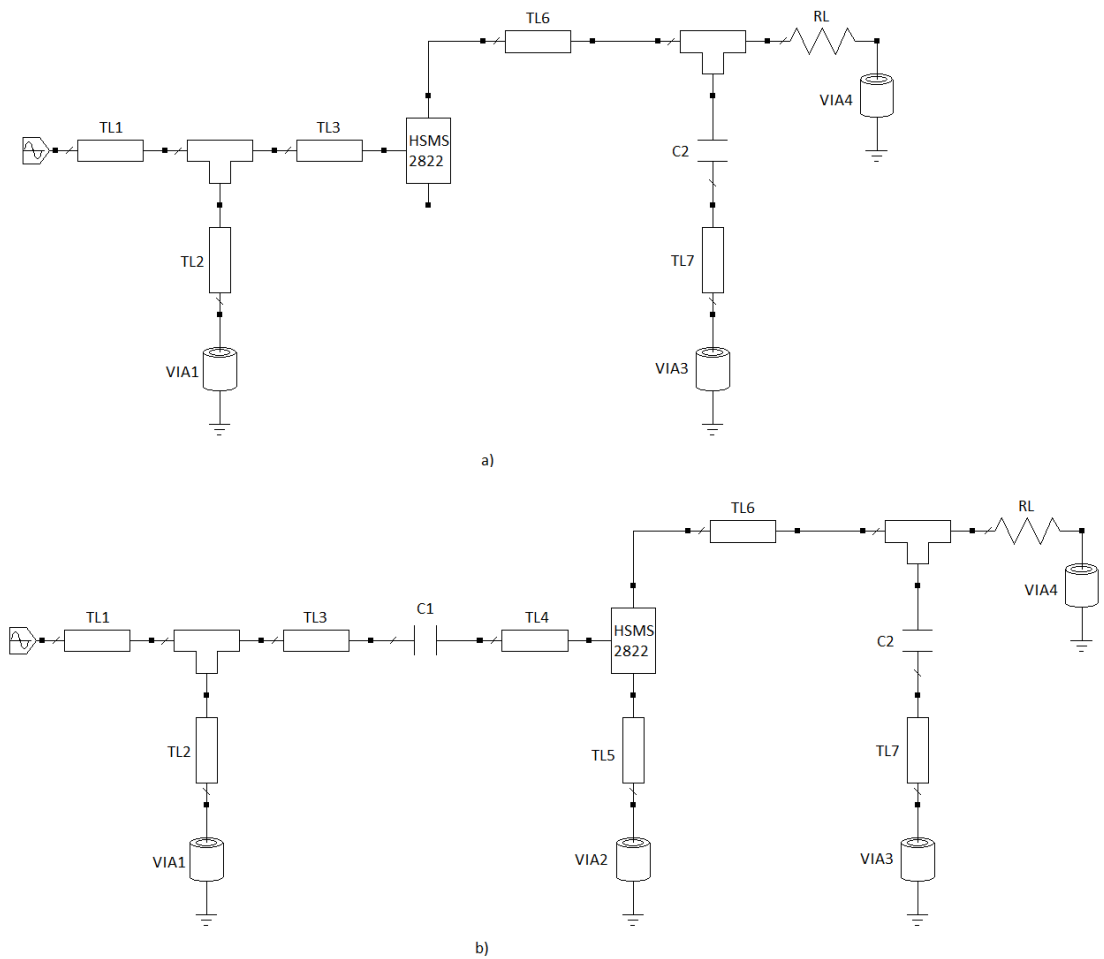 TL6
RL
VIA4
TL1
TL3
HSMS
2822
C2
TL2
TL7
VIA1
VIA3
a)
TL6
RL
VIA4
TL1
TL3
C1
TL4
HSMS
2822
C2
TL2
TL5
TL7
VIA1
VIA2
VIA3
b)